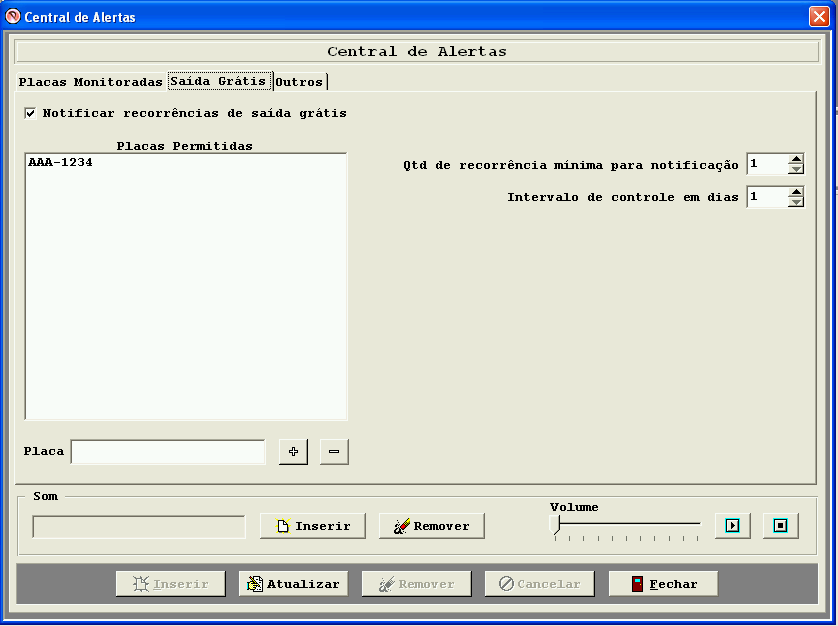 Central de Alertas
Central de Alertas
Placas Monitoradas Saída Grátis Outros
Notificar recorrências de saída grátis
Placas Permitidas
AAA-1234
Qtd de recorrência mínima para notificação 1
Intervalo de controle em dias 1
Placa + -
Som
Inserir Remover
Volume
Inserir Atualizar Remover Cancelar Fechar